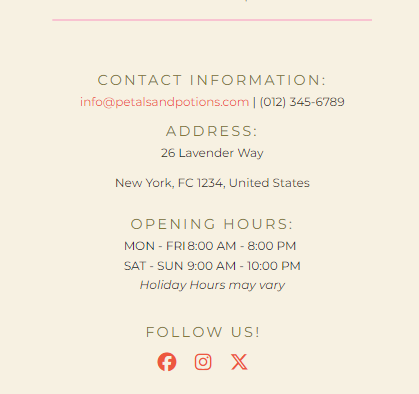 CONTACT INFORMATION:
info@petalsandpotions.com | (012) 345-6789
ADDRESS:
26 Lavender Way
New York, FC 1234, United States
OPENING HOURS:
MON - FRI 8:00 AM - 8:00 PM
SAT - SUN 9:00 AM - 10:00 PM
Holiday Hours may vary
FOLLOW US!